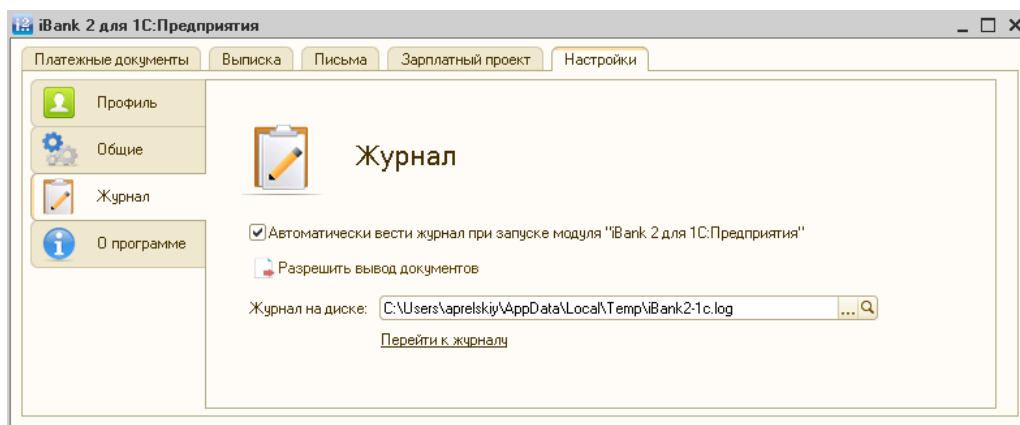 iBank 2 для 1С:Предприятия
Платежные документы Выписка Письма Зарплатный проект Настройки
Профиль
Общие
Журнал
О программе
Журнал
Автоматически вести журнал при запуске модуля "iBank 2 для 1С:Предприятия"
Разрешить вывод документов
Журнал на диске: C:\Users\aprelskiy\AppData\Local\Temp\iBank2-1c.log ...
Перейти к журналу